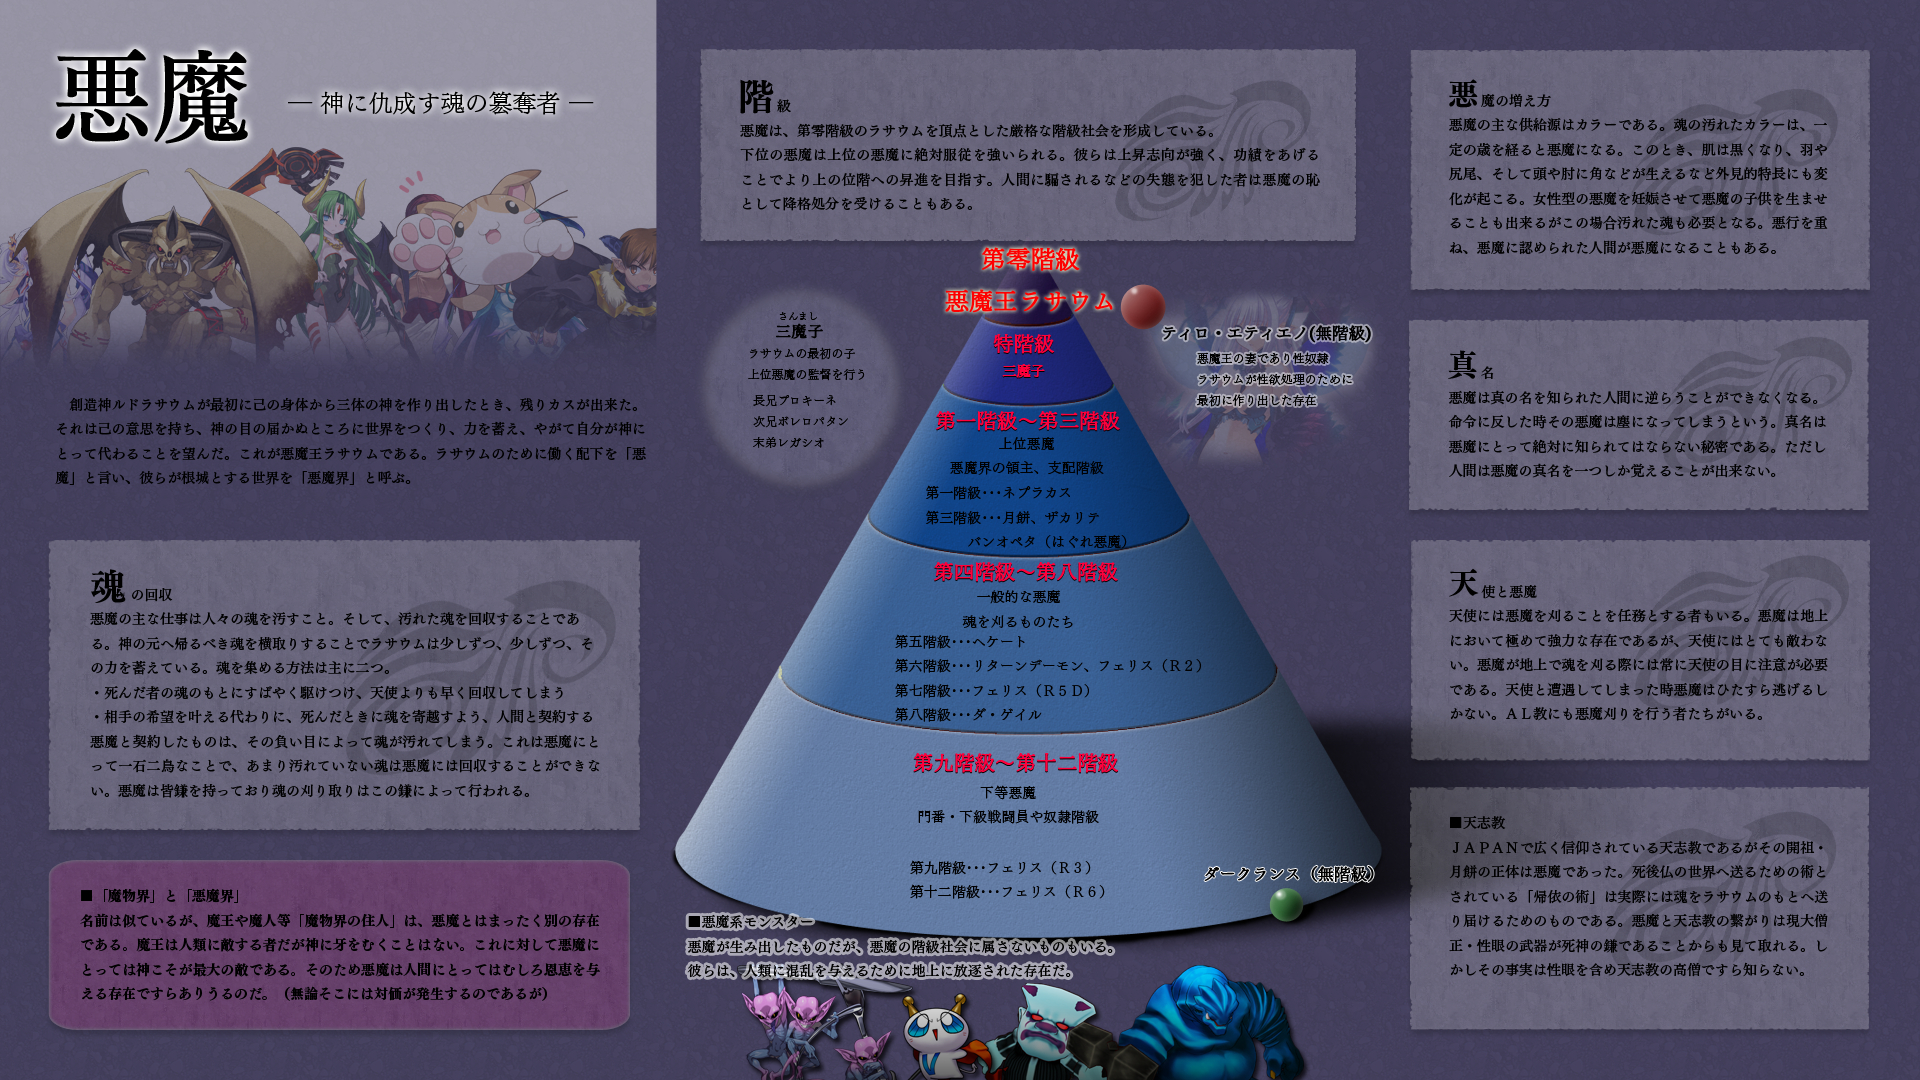 悪魔
― 神に仇成す魂の簒奪者 ―
創造神ルドラサウムが最初に己の身体から三体の神を作り出したとき、残りカスが出来た。
それは己の意思を持ち、神の目の届かぬところに世界をつくり、力を蓄え、やがて自分が神に
とって代わることを望んだ。これが悪魔王ラサウムである。ラサウムのために働く配下を「悪
魔」と言い、彼らが根城とする世界を「悪魔界」と呼ぶ。
魂の回収
悪魔の主な仕事は人々の魂を汚すこと。そして、汚れた魂を回収することであ
る。神の元へ帰るべき魂を横取りすることでラサウムは少しずつ、少しずつ、そ
の力を蓄えている。魂を集める方法は主に二つ。
・死んだ者の魂のもとにすばやく駆けつけ、天使よりも早く回収してしまう
・相手の希望を叶える代わりに、死んだときに魂を寄越すよう、人間と契約する
悪魔と契約したものは、その負い目によって魂が汚れてしまう。これは悪魔にと
って一石二鳥なことで、あまり汚れていない魂は悪魔には回収することができな
い。悪魔は皆鎌を持っており魂の刈り取りはこの鎌によって行われる。
■「魔物界」と「悪魔界」
名前は似ているが、魔王や魔人等「魔物界の住人」は、悪魔とはまったく別の存在
である。魔王は人類に敵する者だが神に牙をむくことはない。これに対して悪魔に
とっては神こそが最大の敵である。そのため悪魔は人間にとってはむしろ恩恵を与
える存在ですらありうるのだ。（無論そこには対価が発生するのであるが）
階級
悪魔は、第零階級のラサウムを頂点とした厳格な階級社会を形成している。
下位の悪魔は上位の悪魔に絶対服従を強いられる。彼らは上昇志向が強く、功績をあげる
ことでより上の位階への昇進を目指す。人間に騙されるなどの失態を犯した者は悪魔の恥
として降格処分を受けることもある。
第零階級
悪魔王ラサウム
さんまし
三魔子
ラサウムの最初の子
上位悪魔の監督を行う
長兄プロキーネ
次兄ボレロパタン
末弟レガシオ
ティロ・エティエノ(無階級)
悪魔王の妻であり性奴隷
ラサウムが性欲処理のために
最初に作り出した存在
特階級
三魔子
第一階級～第三階級
上位悪魔
悪魔界の領主、支配階級
第一階級･･･ネプラカス
第三階級･･･月餅、ザカリテ
パンオペタ（はぐれ悪魔）
第四階級～第八階級
一般的な悪魔
魂を刈るものたち
第五階級･･･ヘケート
第六階級･･･リターンデーモン、フェリス（Ｒ２）
第七階級･･･フェリス（Ｒ５Ｄ）
第八階級･･･ダ・ゲイル
第九階級～第十二階級
下等悪魔
門番・下級戦闘員や奴隷階級
第九階級･･･フェリス（Ｒ３）
第十二階級･･･フェリス（Ｒ６）
ダークランス（無階級）
■悪魔系モンスター
悪魔が生み出したものだが、悪魔の階級社会に属さないものもいる。
彼らは、人類に混乱を与えるために地上に放逐された存在だ。
悪魔の増え方
悪魔の主な供給源はカラーである。魂の汚れたカラーは、一
定の歳を経ると悪魔になる。このとき、肌は黒くなり、羽や
尻尾、そして頭や肘に角などが生えるなど外見的特長にも変
化が起こる。女性型の悪魔を妊娠させて悪魔の子供を生ませ
ることも出来るがこの場合汚れた魂も必要となる。悪行を重
ね、悪魔に認められた人間が悪魔になることもある。
真名
悪魔は真の名を知られた人間に逆らうことができなくなる。
命令に反した時その悪魔は塵になってしまうという。真名は
悪魔にとって絶対に知られてはならない秘密である。ただし
人間は悪魔の真名を一つしか覚えることが出来ない。
天使と悪魔
天使には悪魔を刈ることを任務とする者もいる。悪魔は地上
において極めて強力な存在であるが、天使にはとても敵わな
い。悪魔が地上で魂を刈る際には常に天使の目に注意が必要
である。天使と遭遇してしまった時悪魔はひたすら逃げるし
かない。ＡＬ教にも悪魔刈りを行う者たちがいる。
■天志教
ＪＡＰＡＮで広く信仰されている天志教であるがその開祖・
月餅の正体は悪魔であった。死後仏の世界へ送るための術と
されている「帰依の術」は実際には魂をラサウムのもとへ送
り届けるためのものである。悪魔と天志教の繋がりは現大僧
正・性眼の武器が死神の鎌であることからも見て取れる。し
かしその事実は性眼を含め天志教の高僧ですら知らない。